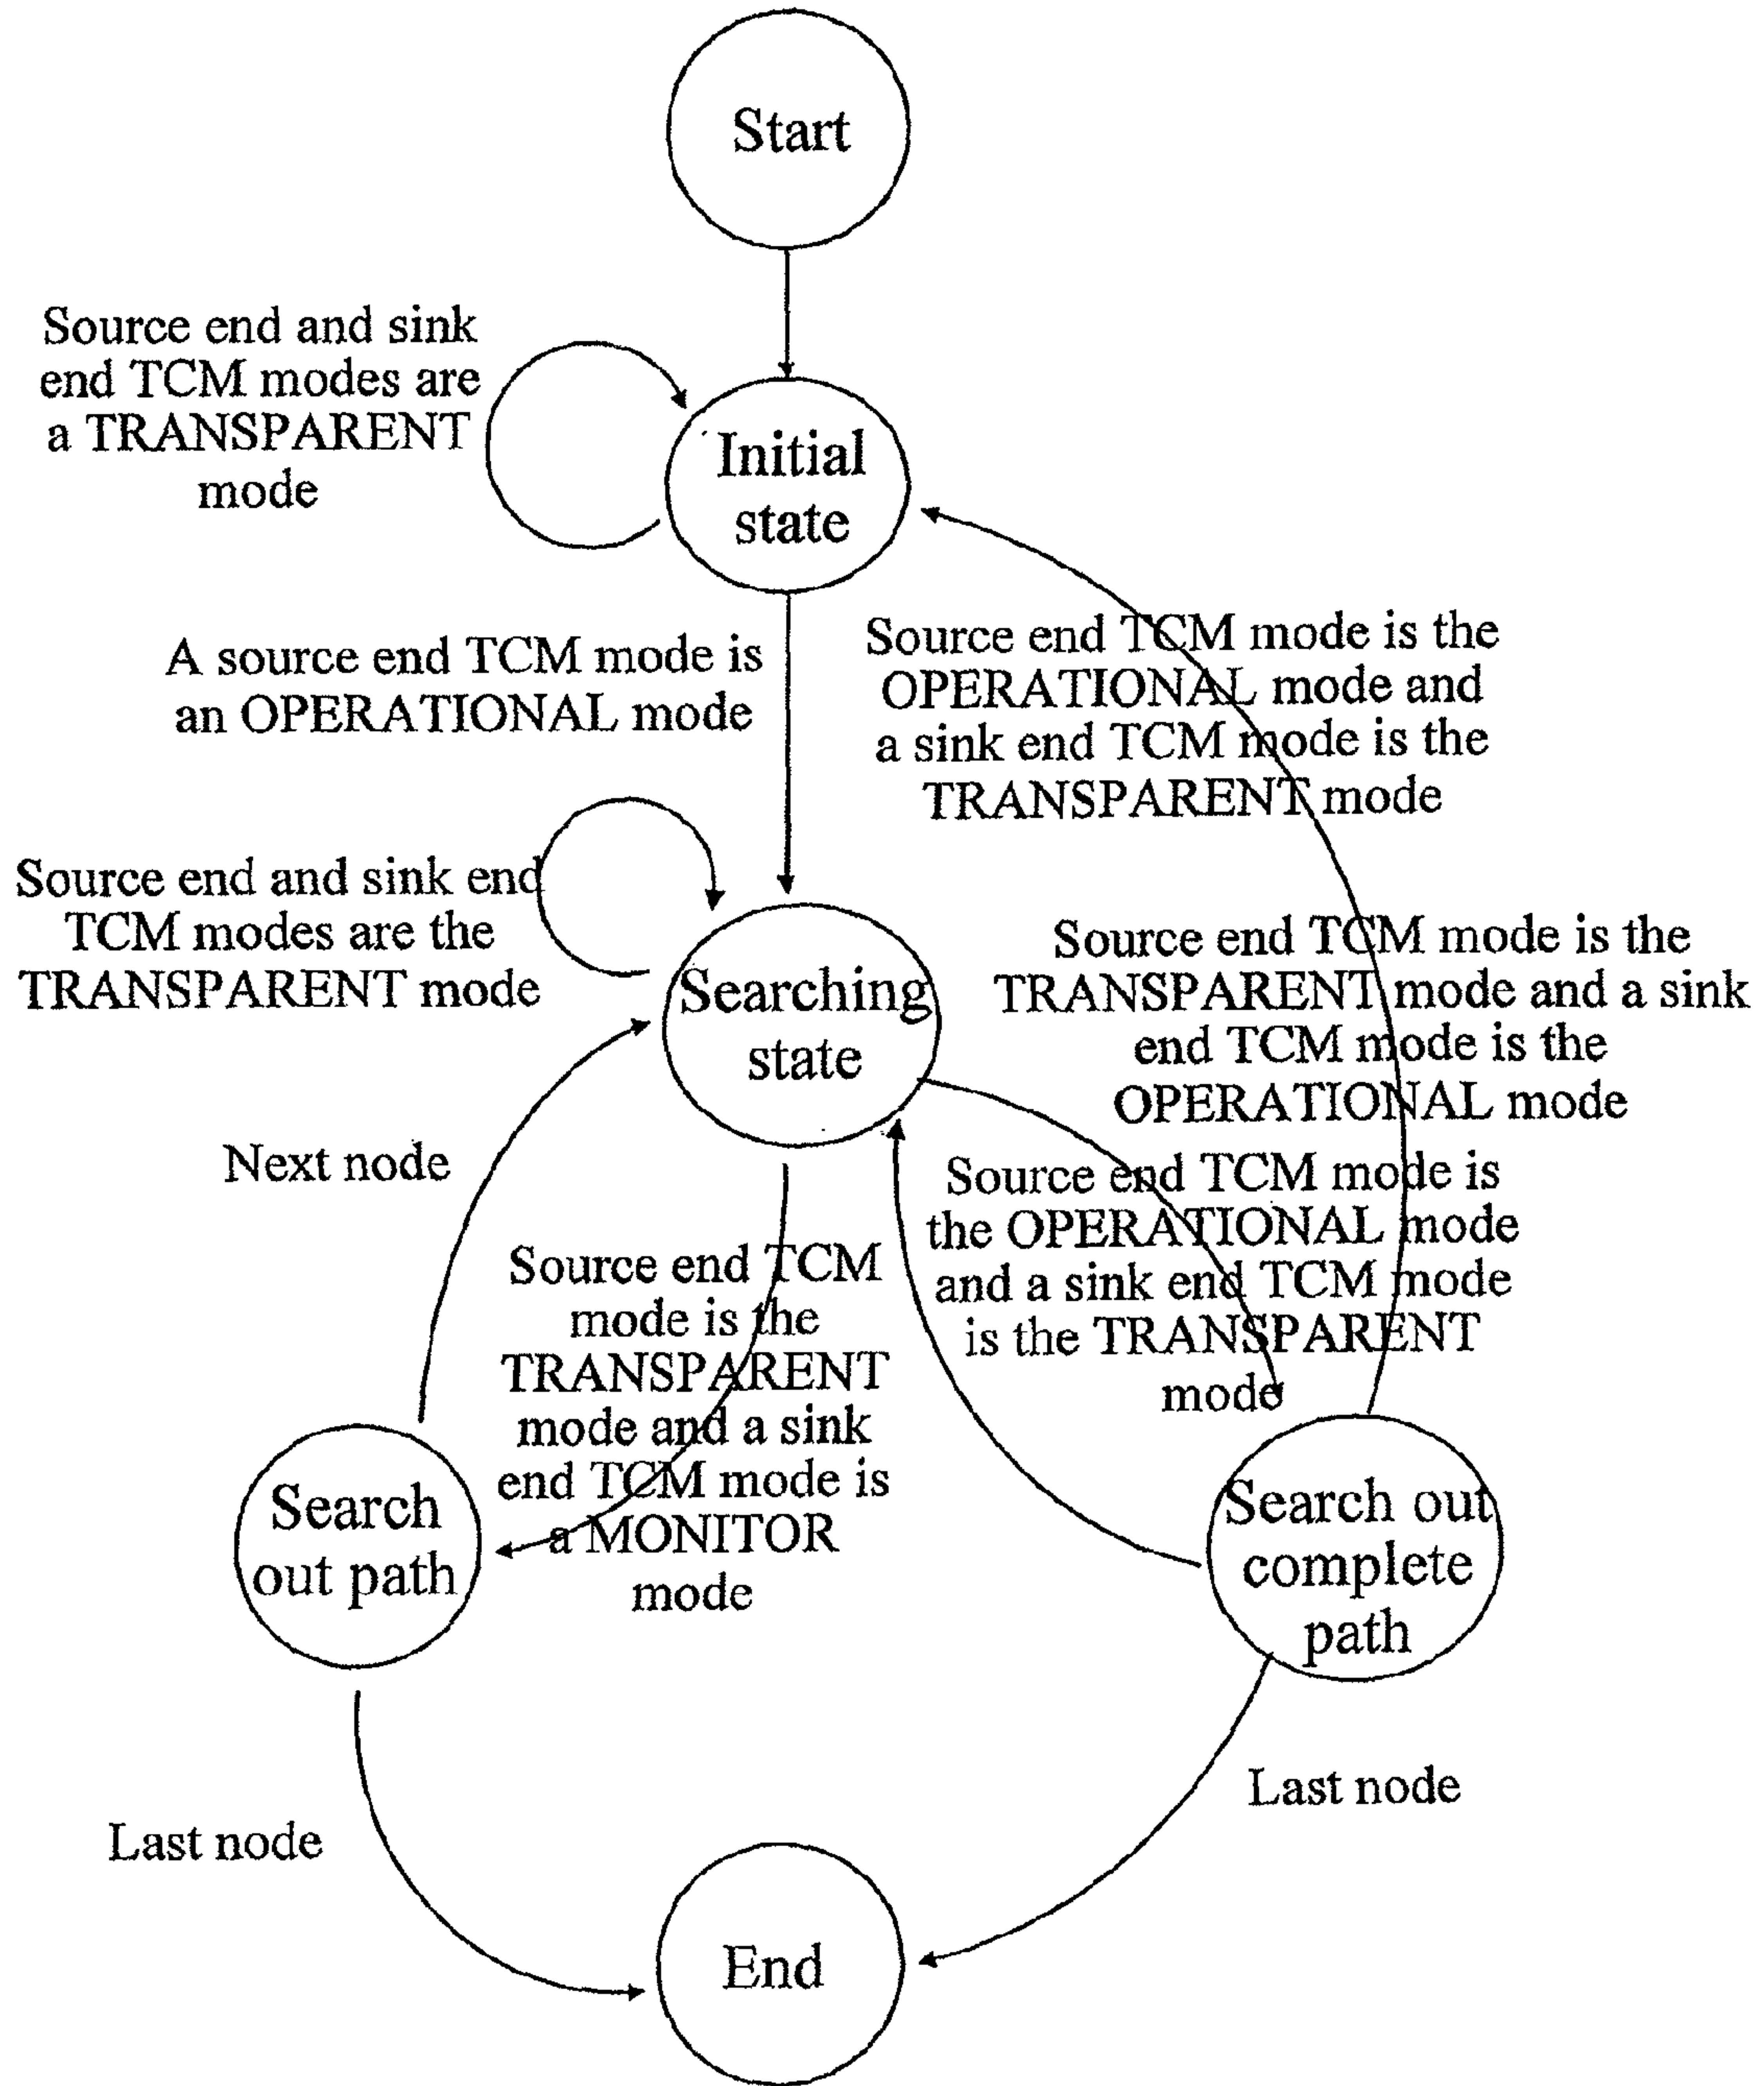 Start
Source end and sink
end TCM modes are
a TRANSPARENT
mode
Initial
state
A source end TCM mode is
an OPERATIONAL mode
Source end TCM mode is the
OPERATIONAL mode and
a sink end TCM mode is the
TRANSPARENT mode
Source end and sink end
TCM modes are the
TRANSPARENT mode
Searching
state
Source end TCM mode is the
TRANSPARENT mode and a sink
end TCM mode is the
OPERATIONAL mode
Next node
Source end TCM mode is
the OPERATIONAL mode
and a sink end TCM mode
is the TRANSPARENT
mode
Source end TCM
mode is the
TRANSPARENT
mode and a sink
end TCM mode is
a MONITOR
mode
Search
out path
Search out
complete
path
Last node
Last node
End